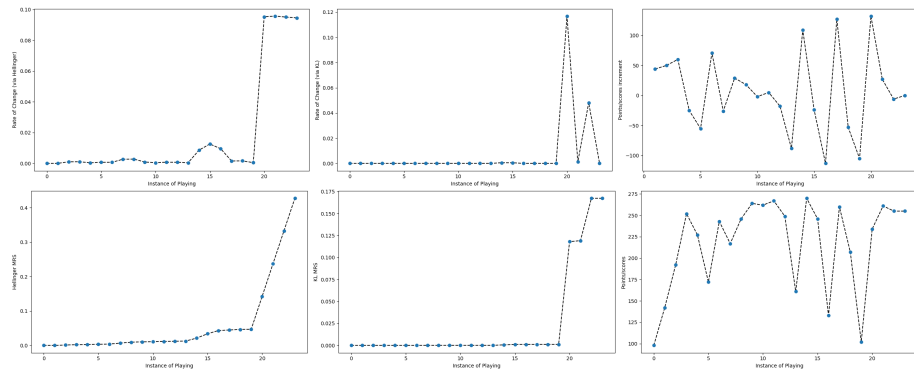 Rate of Change (via Hellinger)
0.10
0.08
0.06
0.04
0.02
0.00
0 5 10 15 20
Instance of Playing
Rate of Change (via KL)
0.12
0.10
0.08
0.06
0.04
0.02
0.00
0 5 10 15 20
Instance of Playing
Points/scores increment
100
50
0
−50
−100
0 5 10 15 20
Instance of Playing
Hellinger MRS
0.4
0.3
0.2
0.1
0.0
0 5 10 15 20
Instance of Playing
KL MRS
0.175
0.150
0.125
0.100
0.075
0.050
0.025
0.000
0 5 10 15 20
Instance of Playing
Points/scores
275
250
225
200
175
150
125
100
0 5 10 15 20
Instance of Playing